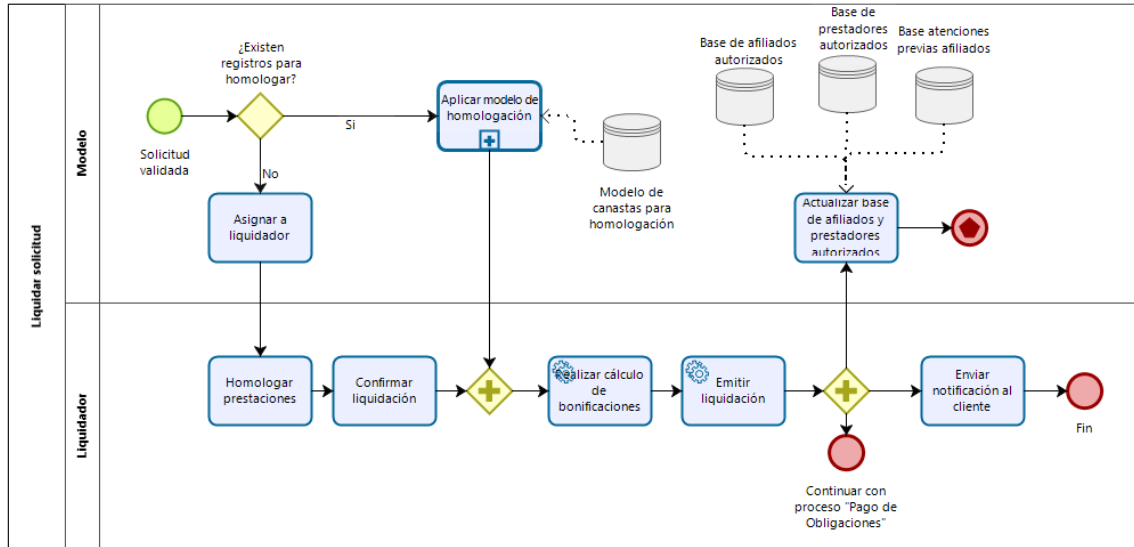 Liquidar solicitud
Modelo
Liquidador
¿Existen
registros para
homologar?
Solicitud
validada
Si
No
Aplicar modelo de
homologación
Modelo de
canastas para
homologación
Base de afiliados
autorizados
Base de
prestadores
autorizados
Base atenciones
previas afiliados
Asignar a
liquidador
Actualizar base
de afiliados y
prestadores
autorizados
Homologar
prestaciones
Confirmar
liquidación
Realizar cálculo
de
bonificaciones
Emitir
liquidación
Enviar
notificación al
cliente
Fin
Continuar con
proceso "Pago de
Obligaciones"